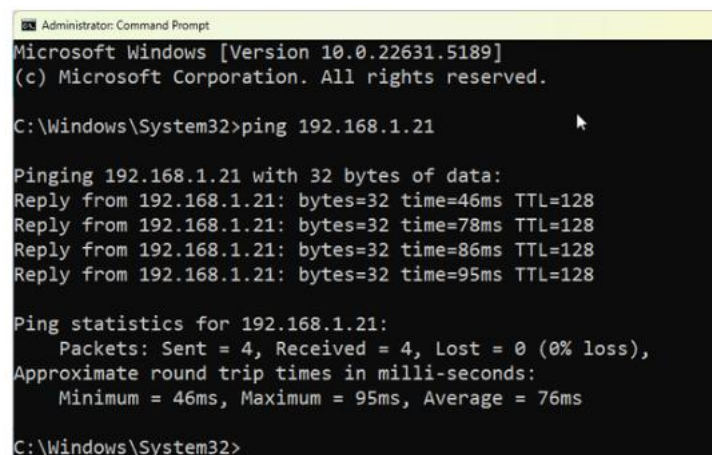 Administrator: Command Prompt
Microsoft Windows [Version 10.0.22631.5189]
(c) Microsoft Corporation. All rights reserved.
C:\Windows\System32>ping 192.168.1.21
Pinging 192.168.1.21 with 32 bytes of data:
Reply from 192.168.1.21: bytes=32 time=46ms TTL=128
Reply from 192.168.1.21: bytes=32 time=78ms TTL=128
Reply from 192.168.1.21: bytes=32 time=86ms TTL=128
Reply from 192.168.1.21: bytes=32 time=95ms TTL=128
Ping statistics for 192.168.1.21:
    Packets: Sent = 4, Received = 4, Lost = 0 (0% loss),
Approximate round trip times in milli-seconds:
    Minimum = 46ms, Maximum = 95ms, Average = 76ms
C:\Windows\System32>